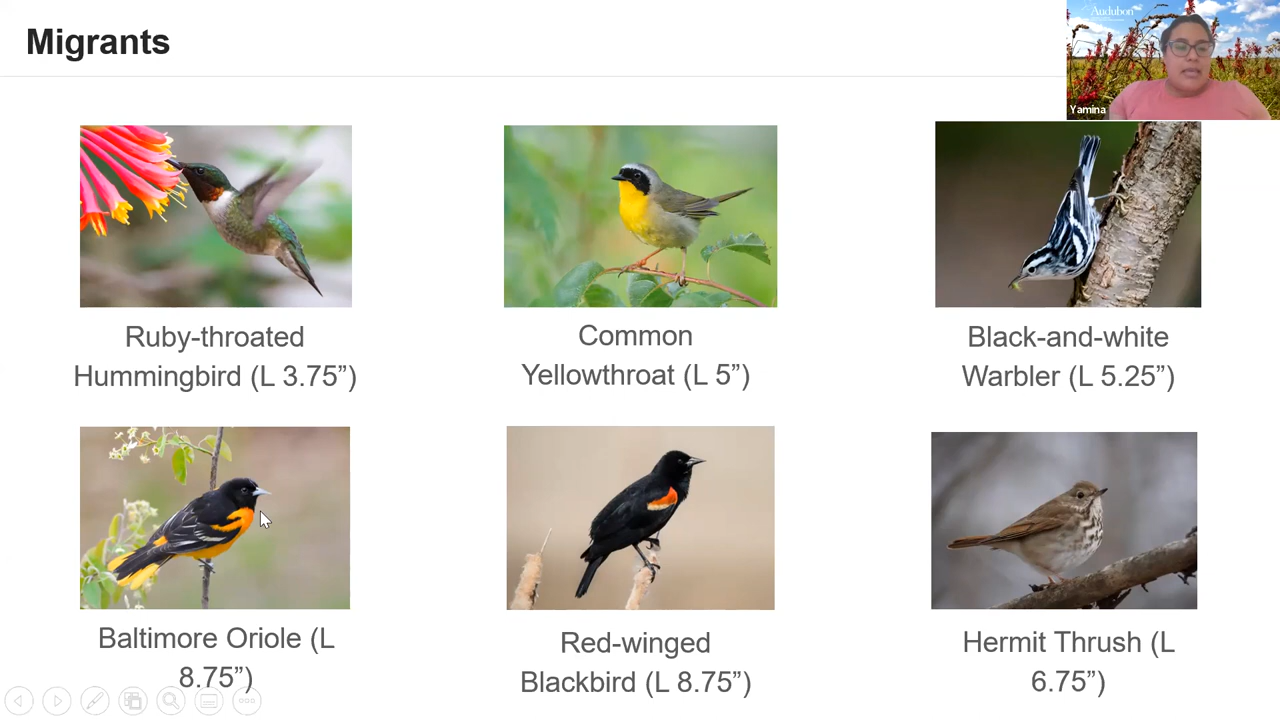 Migrants
Audubon
Yamina
Ruby-throated
Hummingbird (L 3.75”)
Common
Yellowthroat (L 5”)
Black-and-white
Warbler (L 5.25”)
Baltimore Oriole (L
8.75”)
Red-winged
Blackbird (L 8.75”)
Hermit Thrush (L
6.75”)